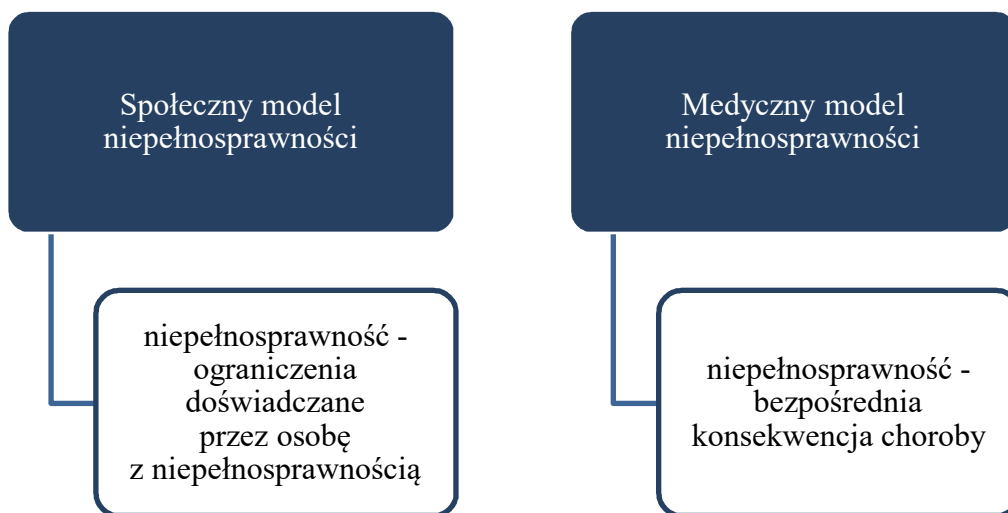 Społeczny model
niepełnosprawności
niepełnosprawność -
ograniczenia
doświadczane
przez osobę
z niepełnosprawnością
Medyczny model
niepełnosprawności
niepełnosprawność -
bezpośrednia
konsekwencja choroby